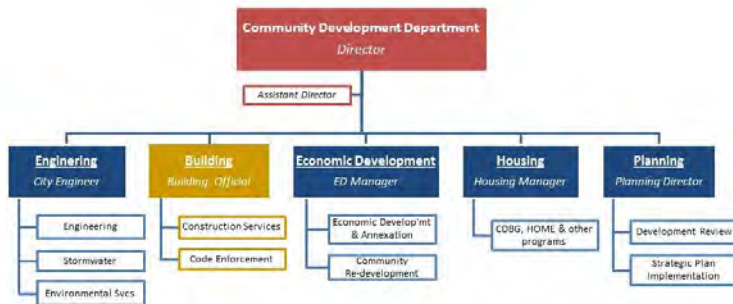 Community Development Department
Director
Assistant Director
Enginering
City Engineer
Engineering
Stormwater
Environmental Svcs
Building
Building Official
Construction Services
Code Enforcement
Economic Development
ED Manager
Economic Develop'mt
& Annexation
Community
Re-development
Housing
Housing Manager
CDBG, HOME & other
programs
Planning
Planning Director
Development Review
Strategic Plan
Implementation